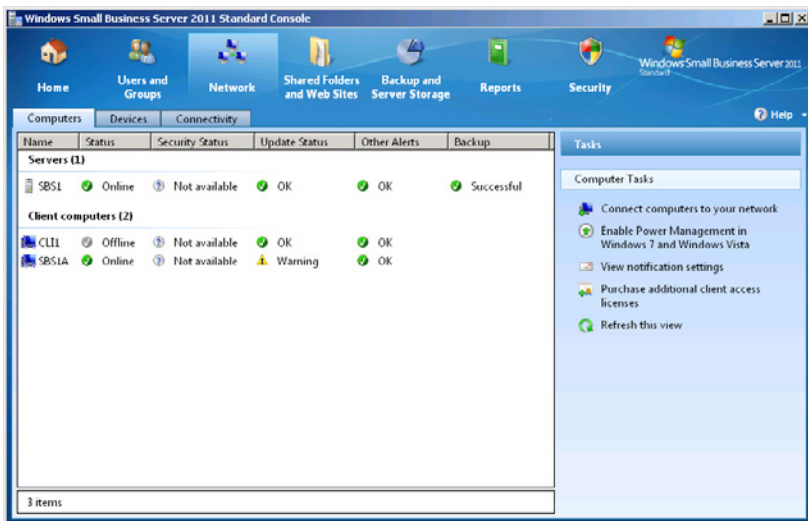 Windows Small Business Server 2011 Standard Console
Home
Users and
Groups
Network
Shared Folders
and Web Sites
Backup and
Server Storage
Reports
Security
Windows Small Business Server 2011
Standard
Computers Devices Connectivity
Help
Name Status Security Status Update Status Other Alerts Backup
Servers (1)
SBS1 Online Not available OK OK Successful
Client computers (2)
CLI1 Offline Not available OK OK
SBS1A Online Not available Warning OK
3 items
Tasks
Computer Tasks
Connect computers to your network
Enable Power Management in
Windows 7 and Windows Vista
View notification settings
Purchase additional client access
licenses
Refresh this view